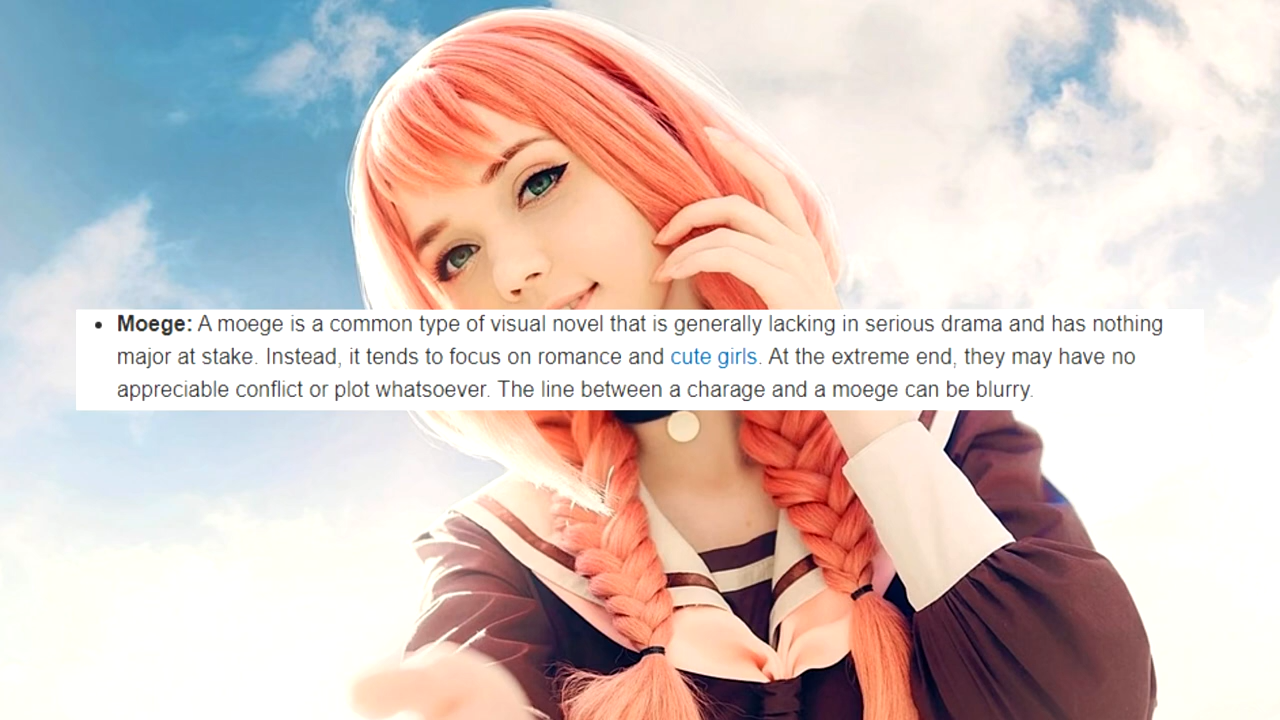 • Moege: A moege is a common type of visual novel that is generally lacking in serious drama and has nothing
major at stake. Instead, it tends to focus on romance and cute girls. At the extreme end, they may have no
appreciable conflict or plot whatsoever. The line between a charage and a moege can be blurry.